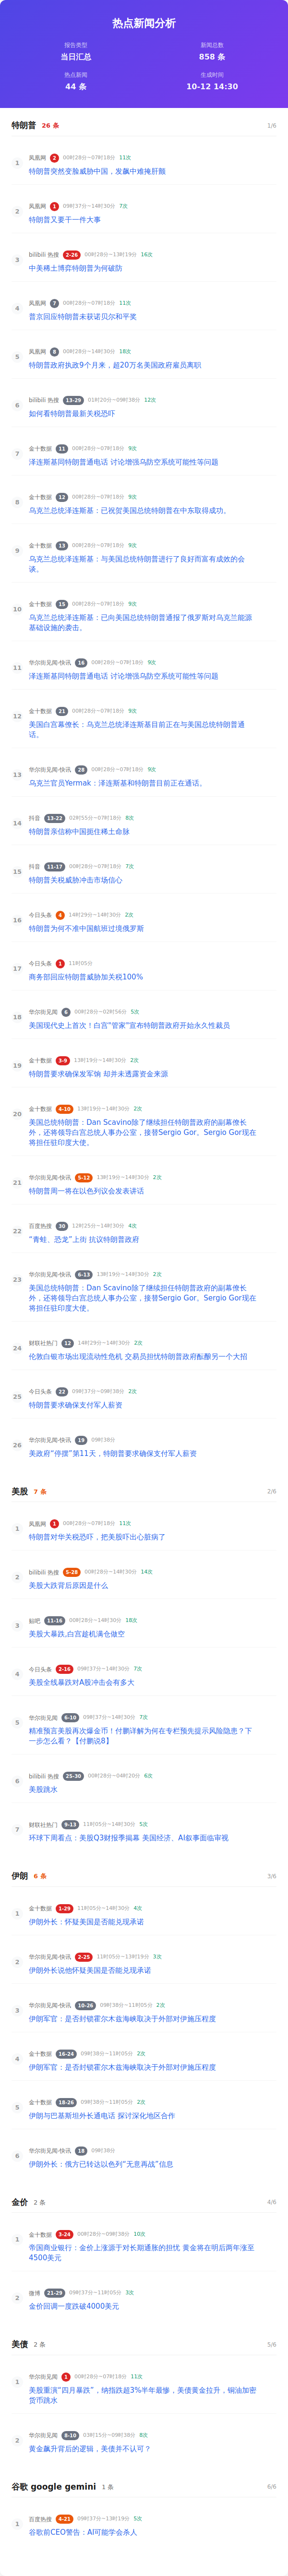 热点新闻分析
报告类型
当日汇总
新闻总数
858 条
热点新闻
44 条
生成时间
10-12 14:30
特朗普 26 条 1/6
1
凤凰网 2 00时28分~07时18分 11次
特朗普突然变脸威胁中国，发飙中难掩肝颤
2
凤凰网 1 09时37分~14时30分 7次
特朗普又要干一件大事
3
bilibili 热搜 2-26 00时28分~13时19分 16次
中美稀土博弈特朗普为何破防
4
凤凰网 7 00时28分~07时18分 11次
普京回应特朗普未获诺贝尔和平奖
5
凤凰网 8 00时28分~14时30分 18次
特朗普政府执政9个月来，超20万名美国政府雇员离职
6
bilibili 热搜 13-29 01时20分~09时38分 12次
如何看特朗普最新关税恐吓
7
金十数据 11 00时28分~07时18分 9次
泽连斯基同特朗普通电话 讨论增强乌防空系统可能性等问题
8
金十数据 12 00时28分~07时18分 9次
乌克兰总统泽连斯基：已祝贺美国总统特朗普在中东取得成功。
9
金十数据 13 00时28分~07时18分 9次
乌克兰总统泽连斯基：与美国总统特朗普进行了良好而富有成效的会
谈。
10
金十数据 15 00时28分~07时18分 9次
乌克兰总统泽连斯基：已向美国总统特朗普通报了俄罗斯对乌克兰能源
基础设施的袭击。
11
华尔街见闻-快讯 16 00时28分~07时18分 9次
泽连斯基同特朗普通电话 讨论增强乌防空系统可能性等问题
12
金十数据 21 00时28分~07时18分 9次
美国白宫幕僚长：乌克兰总统泽连斯基目前正在与美国总统特朗普通
话。
13
华尔街见闻-快讯 28 00时28分~07时18分 9次
乌克兰官员Yermak：泽连斯基和特朗普目前正在通话。
14
抖音 13-22 02时55分~07时18分 8次
特朗普亲信称中国扼住稀土命脉
15
抖音 11-17 00时28分~07时18分 7次
特朗普关税威胁冲击市场信心
16
今日头条 4 14时29分~14时30分 2次
特朗普为何不准中国航班过境俄罗斯
17
今日头条 1 11时05分
商务部回应特朗普威胁加关税100%
18
华尔街见闻 6 00时28分~02时56分 5次
美国现代史上首次！白宫"管家"宣布特朗普政府开始永久性裁员
19
金十数据 3-9 13时19分~14时30分 2次
特朗普要求确保发军饷 却并未透露资金来源
20
金十数据 4-10 13时19分~14时30分 2次
美国总统特朗普：Dan Scavino除了继续担任特朗普政府的副幕僚长
外，还将领导白宫总统人事办公室，接替Sergio Gor。Sergio Gor现在
将担任驻印度大使。
21
华尔街见闻-快讯 5-12 13时19分~14时30分 2次
特朗普周一将在以色列议会发表讲话
22
百度热搜 30 12时25分~14时30分 4次
"青蛙、恐龙"上街 抗议特朗普政府
23
华尔街见闻-快讯 6-13 13时19分~14时30分 2次
美国总统特朗普：Dan Scavino除了继续担任特朗普政府的副幕僚长
外，还将领导白宫总统人事办公室，接替Sergio Gor。Sergio Gor现在
将担任驻印度大使。
24
财联社热门 12 14时29分~14时30分 2次
伦敦白银市场出现流动性危机 交易员担忧特朗普政府酝酿另一个大招
25
今日头条 22 09时37分~09时38分 2次
特朗普要求确保支付军人薪资
26
华尔街见闻-快讯 19 09时38分
美政府"停摆"第11天，特朗普要求确保支付军人薪资
美股 7 条 2/6
1
凤凰网 1 00时28分~07时18分 11次
特朗普对华关税恐吓，把美股吓出心脏病了
2
bilibili 热搜 5-28 00时28分~14时30分 14次
美股大跌背后原因是什么
3
贴吧 11-16 00时28分~14时30分 18次
美股大暴跌,白宫趁机满仓做空
4
今日头条 2-16 09时37分~14时30分 7次
美股全线暴跌对A股冲击会有多大
5
华尔街见闻 6-10 09时37分~14时30分 7次
精准预言美股再次爆金币！付鹏详解为何在专栏预先提示风险隐患？下
一步怎么看？【付鹏说8】
6
bilibili 热搜 25-30 00时28分~04时20分 6次
美股跳水
7
财联社热门 9-13 11时05分~14时30分 5次
环球下周看点：美股Q3财报季揭幕 美国经济、AI叙事面临审视
伊朗 6 条 3/6
1
金十数据 1-29 11时05分~14时30分 4次
伊朗外长：怀疑美国是否能兑现承诺
2
华尔街见闻-快讯 2-25 11时05分~13时19分 3次
伊朗外长说他怀疑美国是否能兑现承诺
3
华尔街见闻-快讯 10-26 09时38分~11时05分 2次
伊朗军官：是否封锁霍尔木兹海峡取决于外部对伊施压程度
4
金十数据 16-24 09时38分~11时05分 2次
伊朗军官：是否封锁霍尔木兹海峡取决于外部对伊施压程度
5
金十数据 18-26 09时38分~11时05分 2次
伊朗与巴基斯坦外长通电话 探讨深化地区合作
6
华尔街见闻-快讯 18 09时38分
伊朗外长：俄方已转达以色列"无意再战"信息
金价 2 条 4/6
1
金十数据 3-24 00时28分~09时38分 10次
帝国商业银行：金价上涨源于对长期通胀的担忧 黄金将在明后两年涨至
4500美元
2
微博 21-29 09时37分~11时05分 3次
金价回调一度跌破4000美元
美债 2 条 5/6
1
华尔街见闻 1 00时28分~07时18分 11次
美股重演"四月暴跌"，纳指跌超3%半年最惨，美债黄金拉升，铜油加密
货币跳水
2
华尔街见闻 8-10 03时15分~09时38分 8次
黄金飙升背后的逻辑，美债并不认可？
谷歌 google gemini 1 条 6/6
1
百度热搜 4-21 09时37分~13时19分 5次
谷歌前CEO警告：AI可能学会杀人